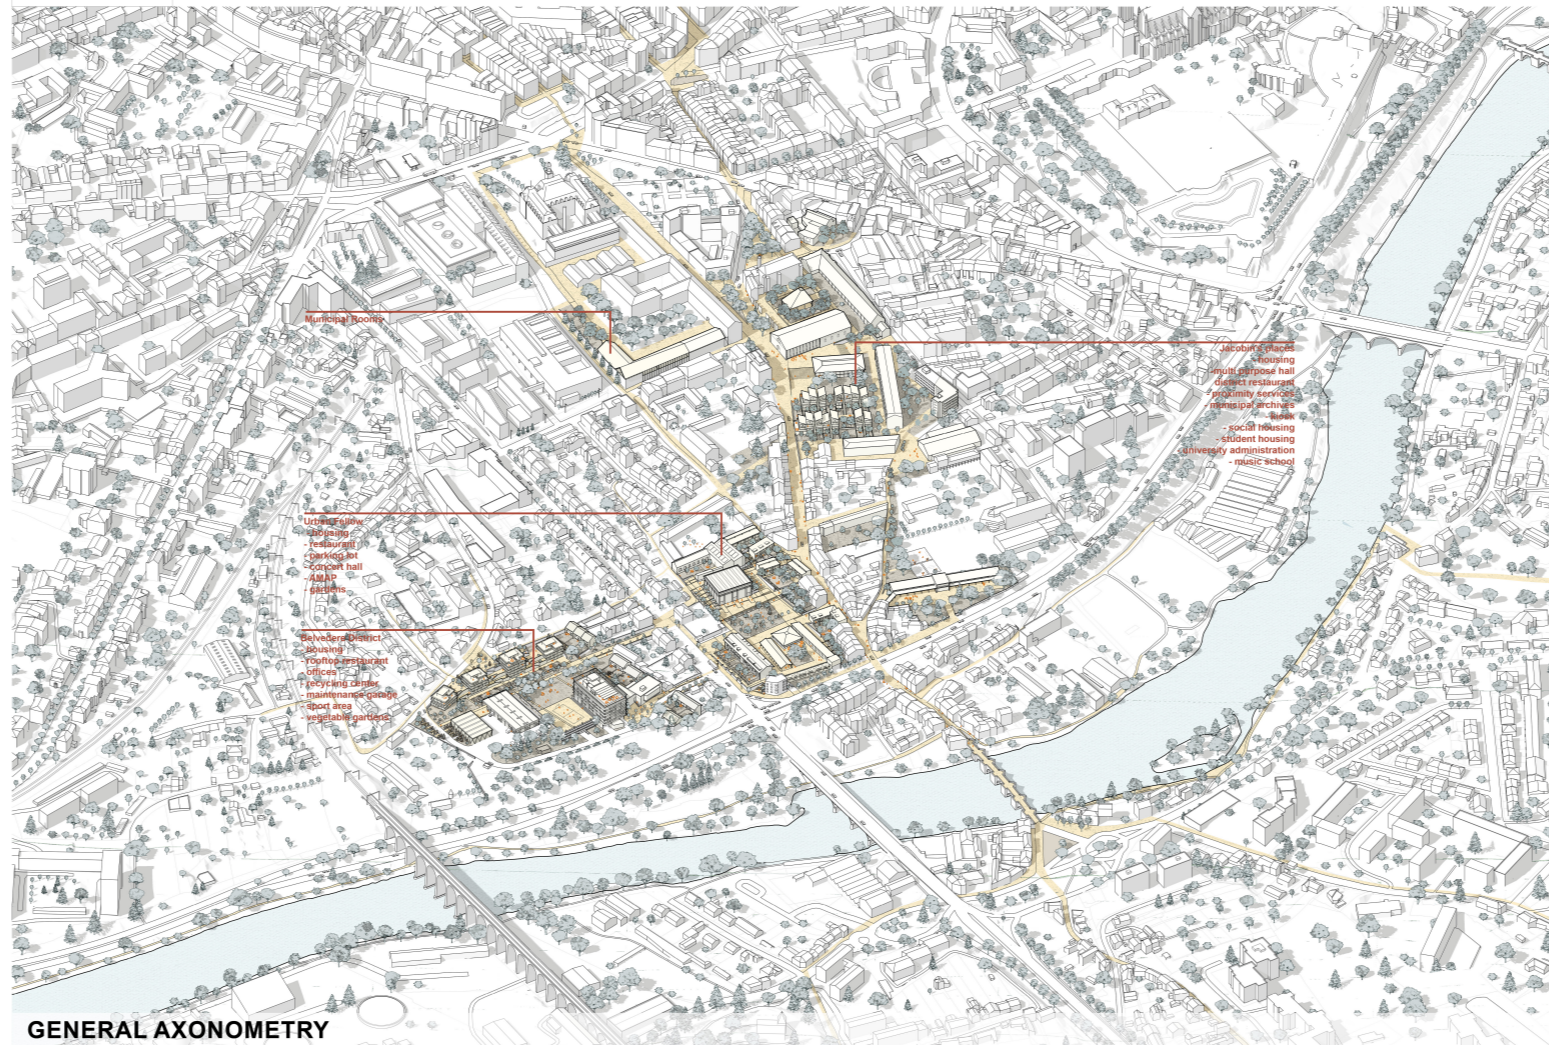 Municipal Rooms
Jacobin's places
- housing
- multi purpose hall
- district restaurant
- proximity services
- municipal archives
- kiosk
- social housing
- student housing
- university administration
- music school
Urban Fallow
- housing
- restaurant
- parking lot
- concert hall
- AMAP
- gardens
Belvedere District
- housing
- rooftop restaurant
- offices
- recycling center
- maintenance garage
- sport area
- vegetable gardens
GENERAL AXONOMETRY